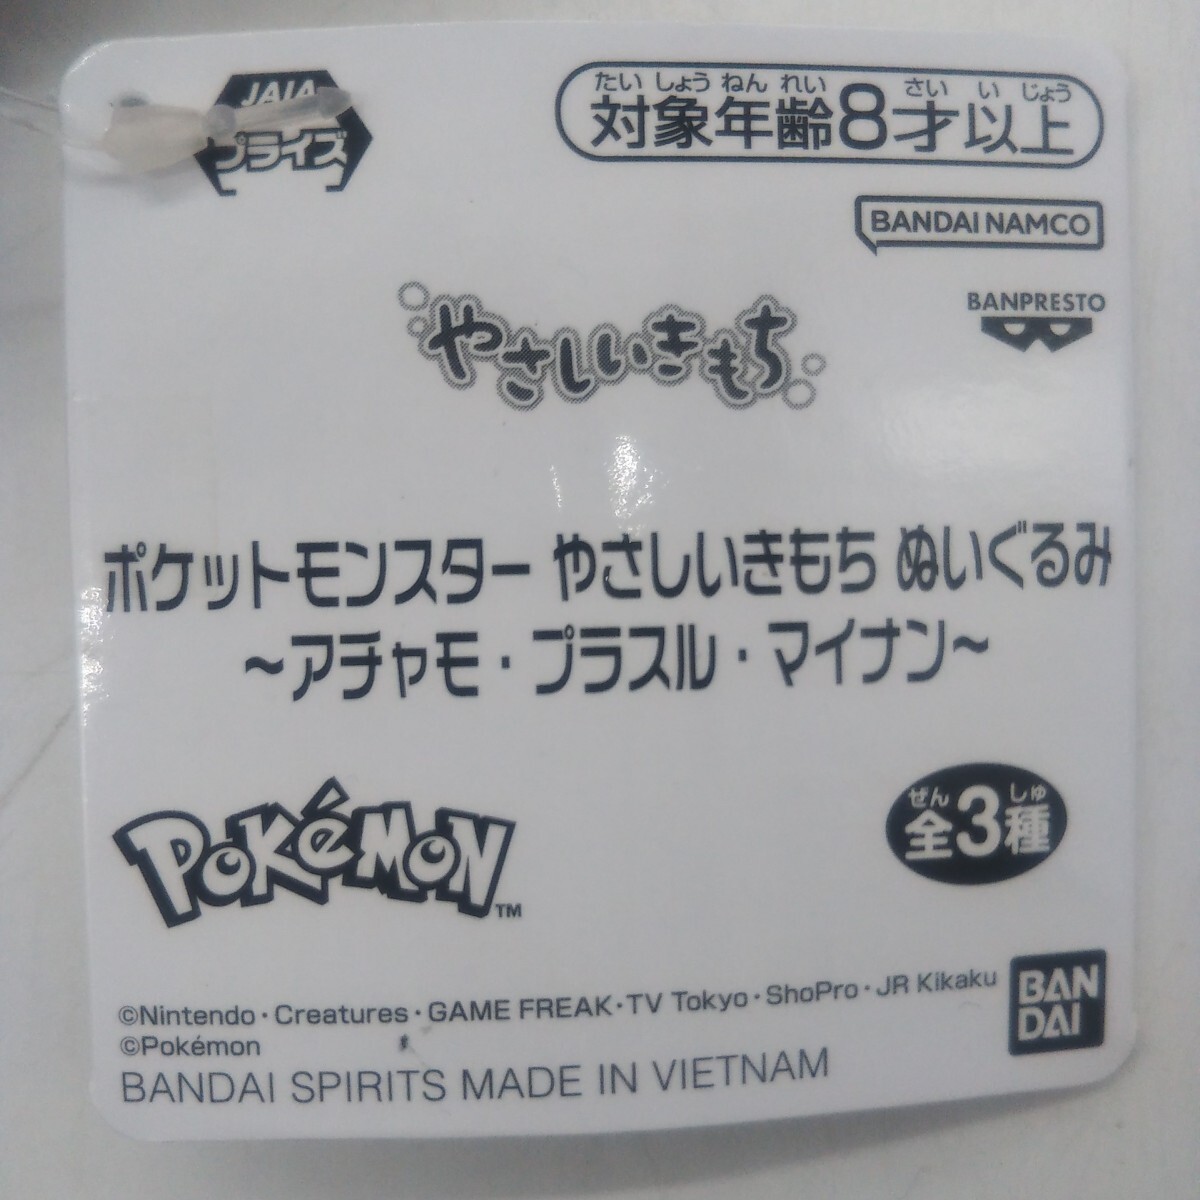 JAIA
プライズ
たい しょう ねん れい さい い じょう
対象年齢8才以上
BANDAI NAMCO
BANPRESTO
やさしいきもち
ポケットモンスター やさしいきもち ぬいぐるみ
～アチャモ・プラスル・マイナン～
POKéMON™
ぜん しゅ
全3種
©Nintendo・Creatures・GAME FREAK・TV Tokyo・ShoPro・JR Kikaku
©Pokémon
BANDAI SPIRITS MADE IN VIETNAM
BAN
DAI